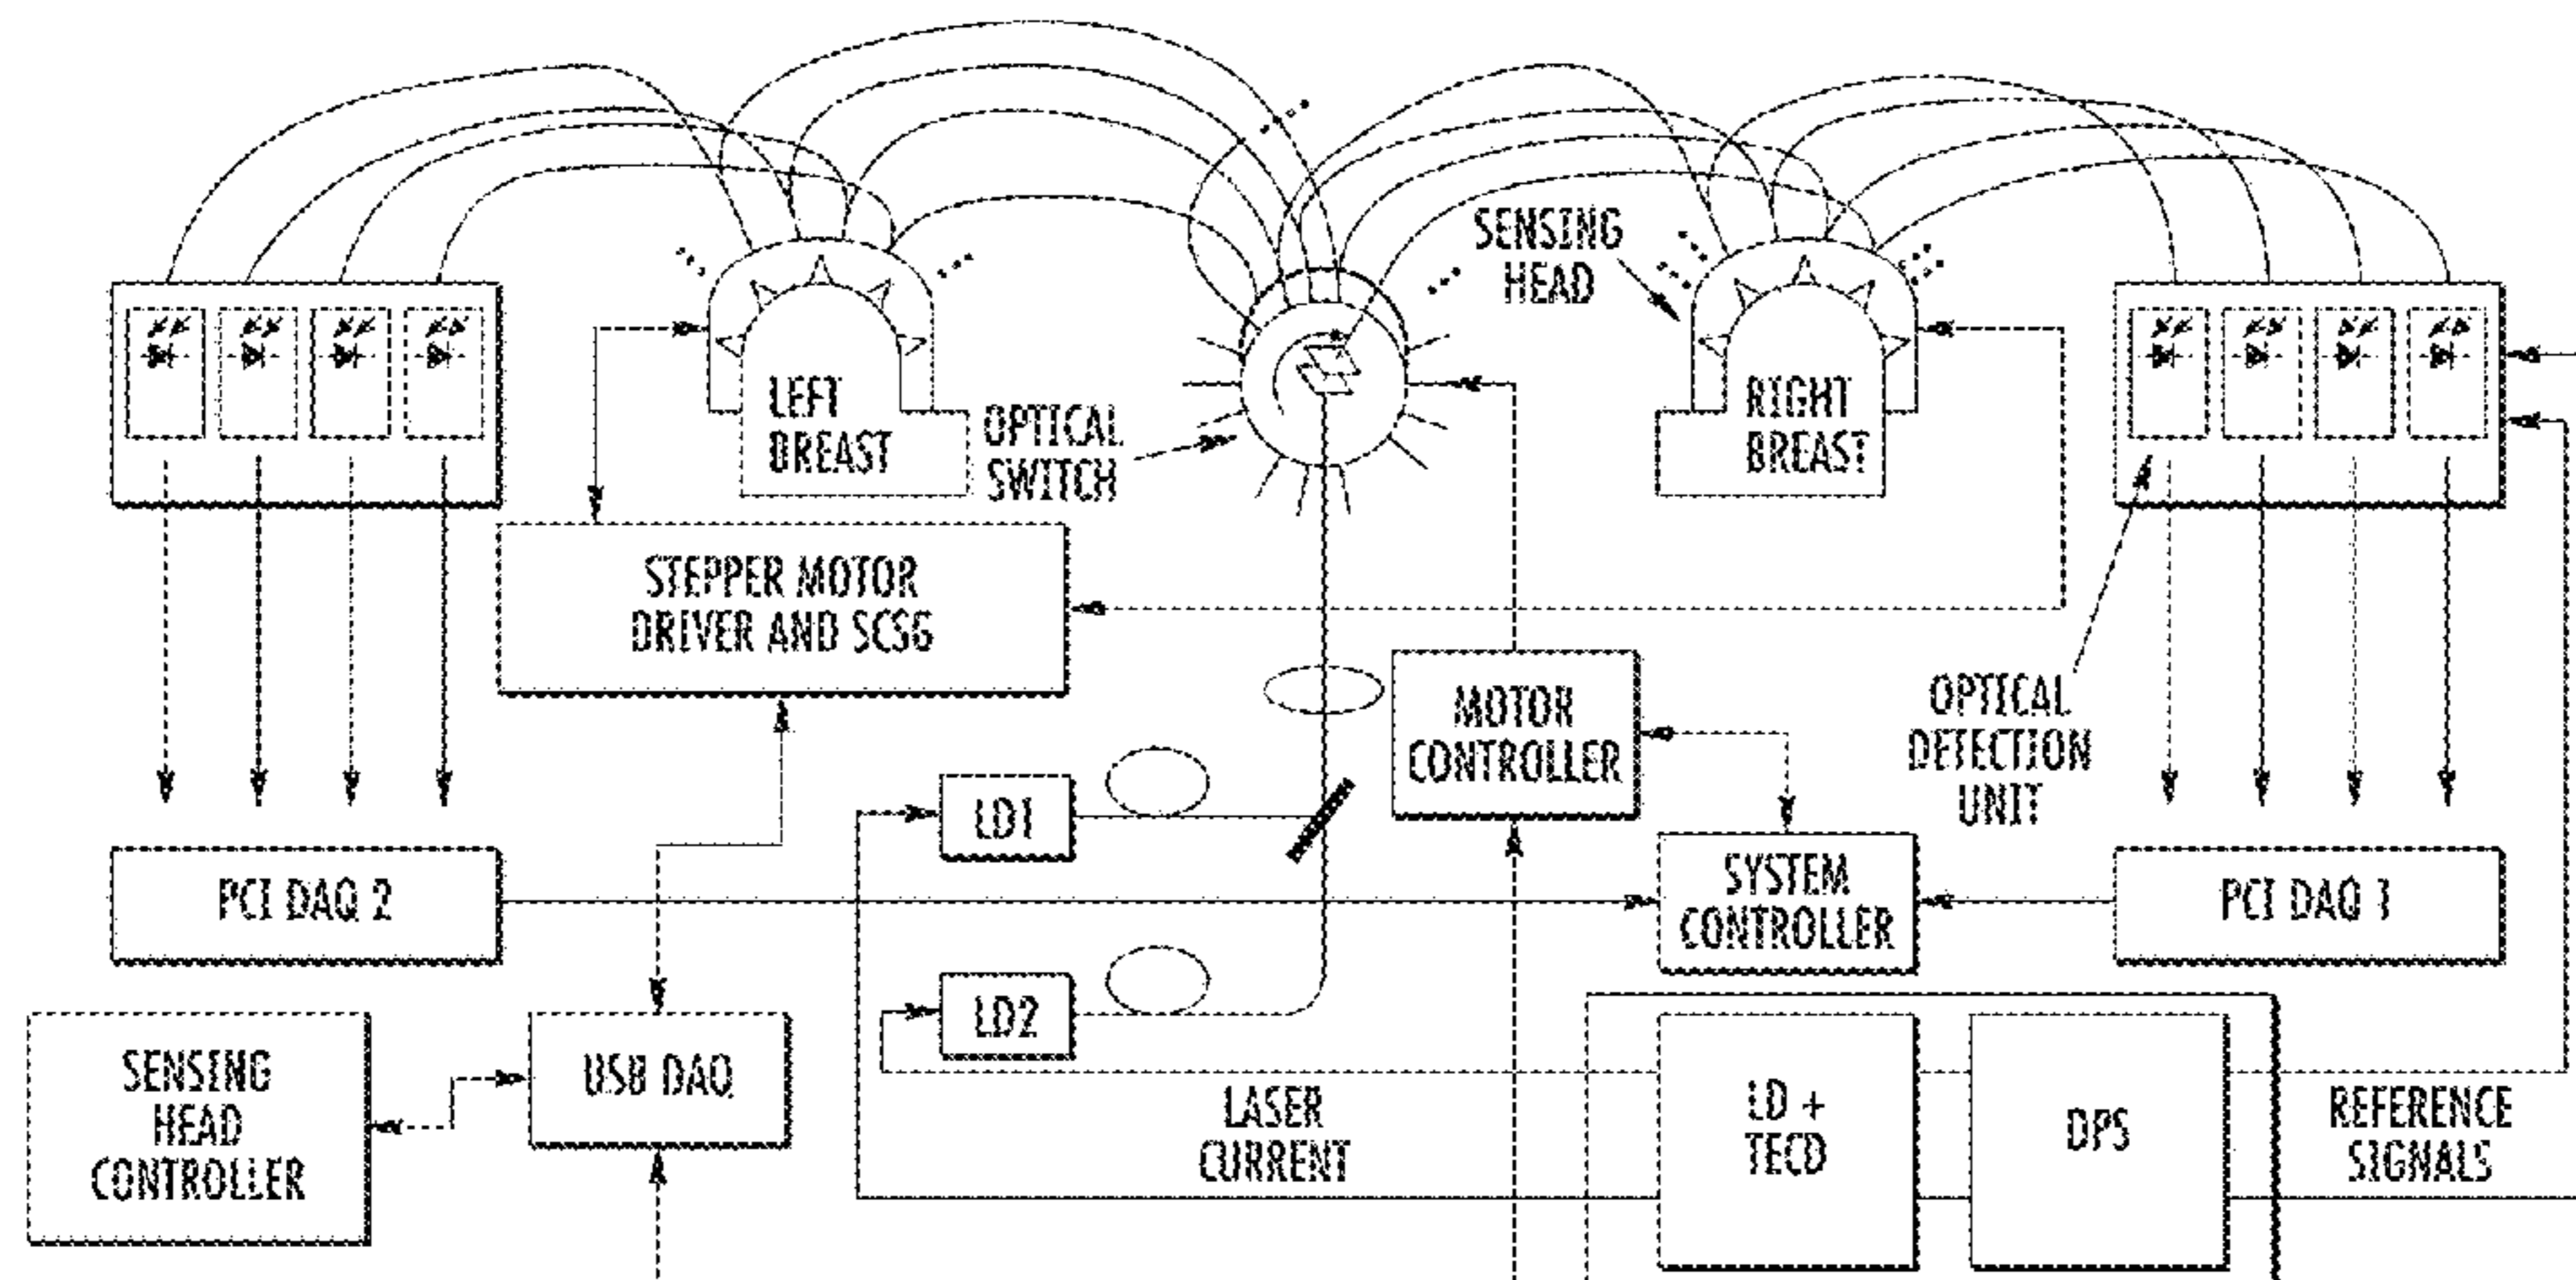 SENSING
HEAD
LEFT
BREAST
OPTICAL
SWITCH
RIGHT
BREAST
STEPPER MOTOR
DRIVER AND SCSG
MOTOR
CONTROLLER
OPTICAL
DETECTION
UNIT
LD1
PCI DAQ 2
SYSTEM
CONTROLLER
PCI DAQ 1
LD2
SENSING
HEAD
CONTROLLER
USB DAQ
LASER
CURRENT
LD +
TECD
DPS
REFERENCE
SIGNALS